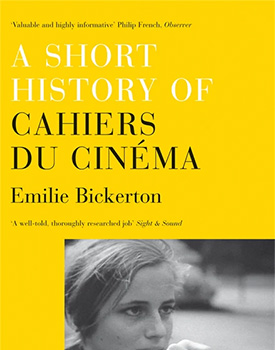 ‘Valuable and highly informative’ Philip French, Observer
A SHORT
HISTORY OF
CAHIERS
DU CINÉMA
Emilie Bickerton
‘A well-told, thoroughly researched job’ Sight & Sound